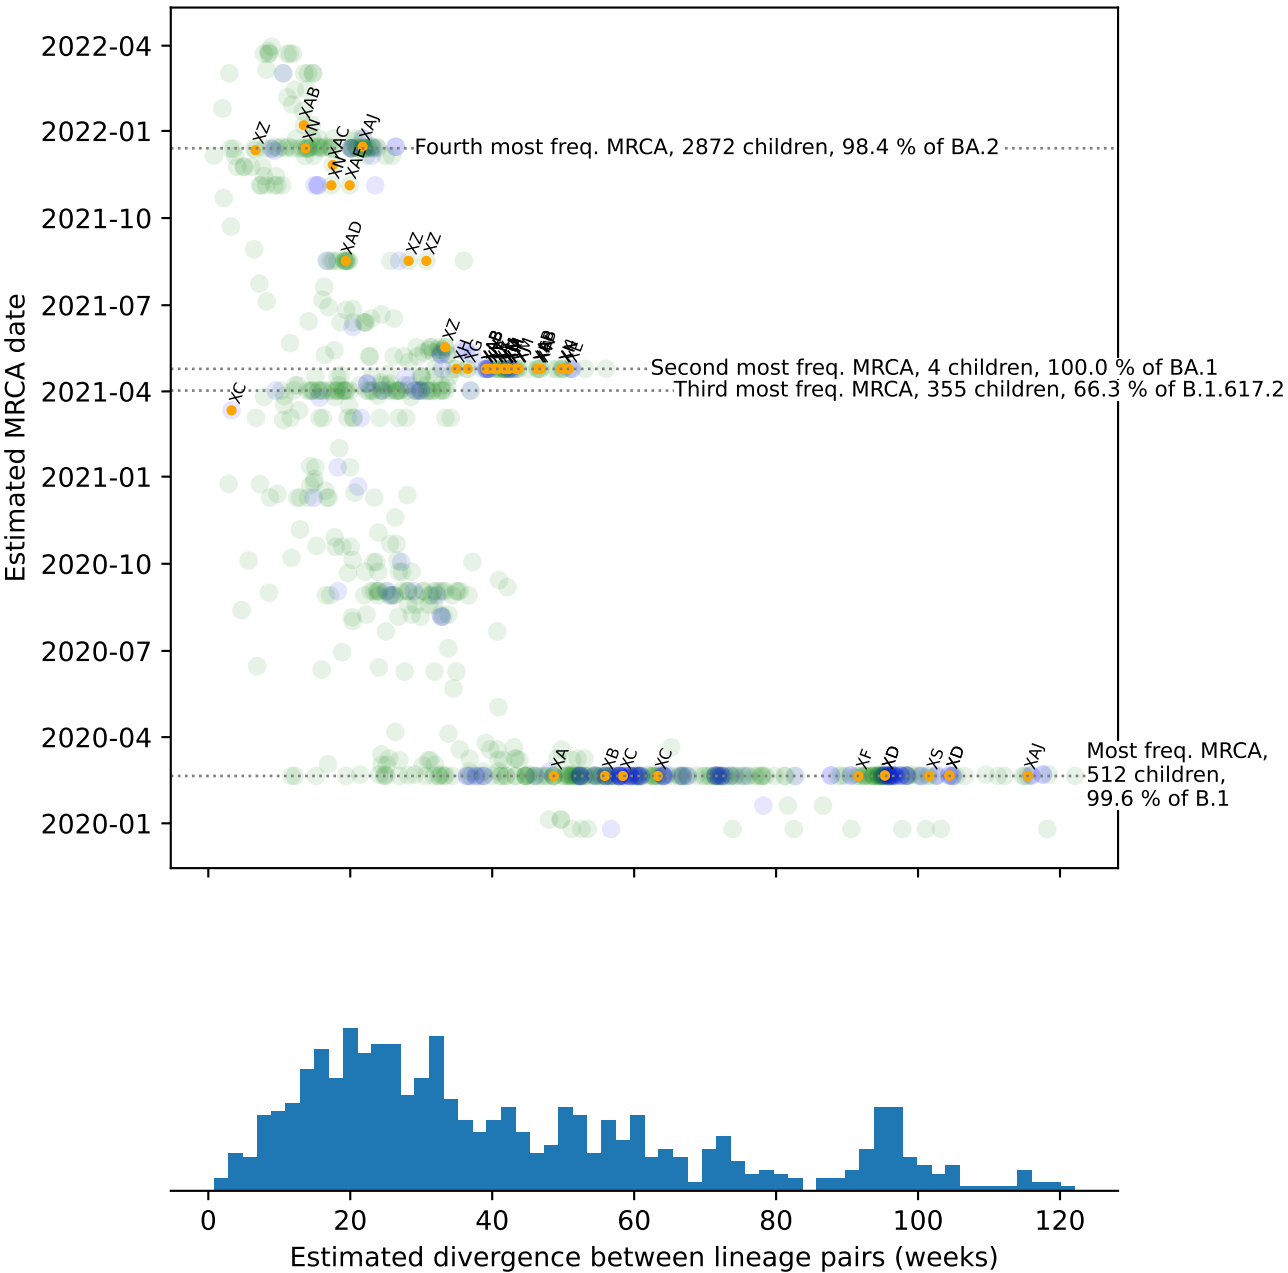 2022-04
XAB
XN
XAJ
XZ
XAC
2022-01
Fourth most freq. MRCA, 2872 children, 98.4 % of BA.2
XN
XAE
2021-10
XAD
XZ
XZ
2021-07
XZ
XH
XG
XE
Second most freq. MRCA, 4 children, 100.0 % of BA.1
2021-04
Third most freq. MRCA, 355 children, 66.3 % of B.1.617.2
XC
2021-01
2020-10
2020-07
2020-04
XA
XB
XC
XC
XF
XD
XS
XD
XAJ
Most freq. MRCA,
512 children,
99.6 % of B.1
2020-01
Estimated MRCA date
0 20 40 60 80 100 120
Estimated divergence between lineage pairs (weeks)